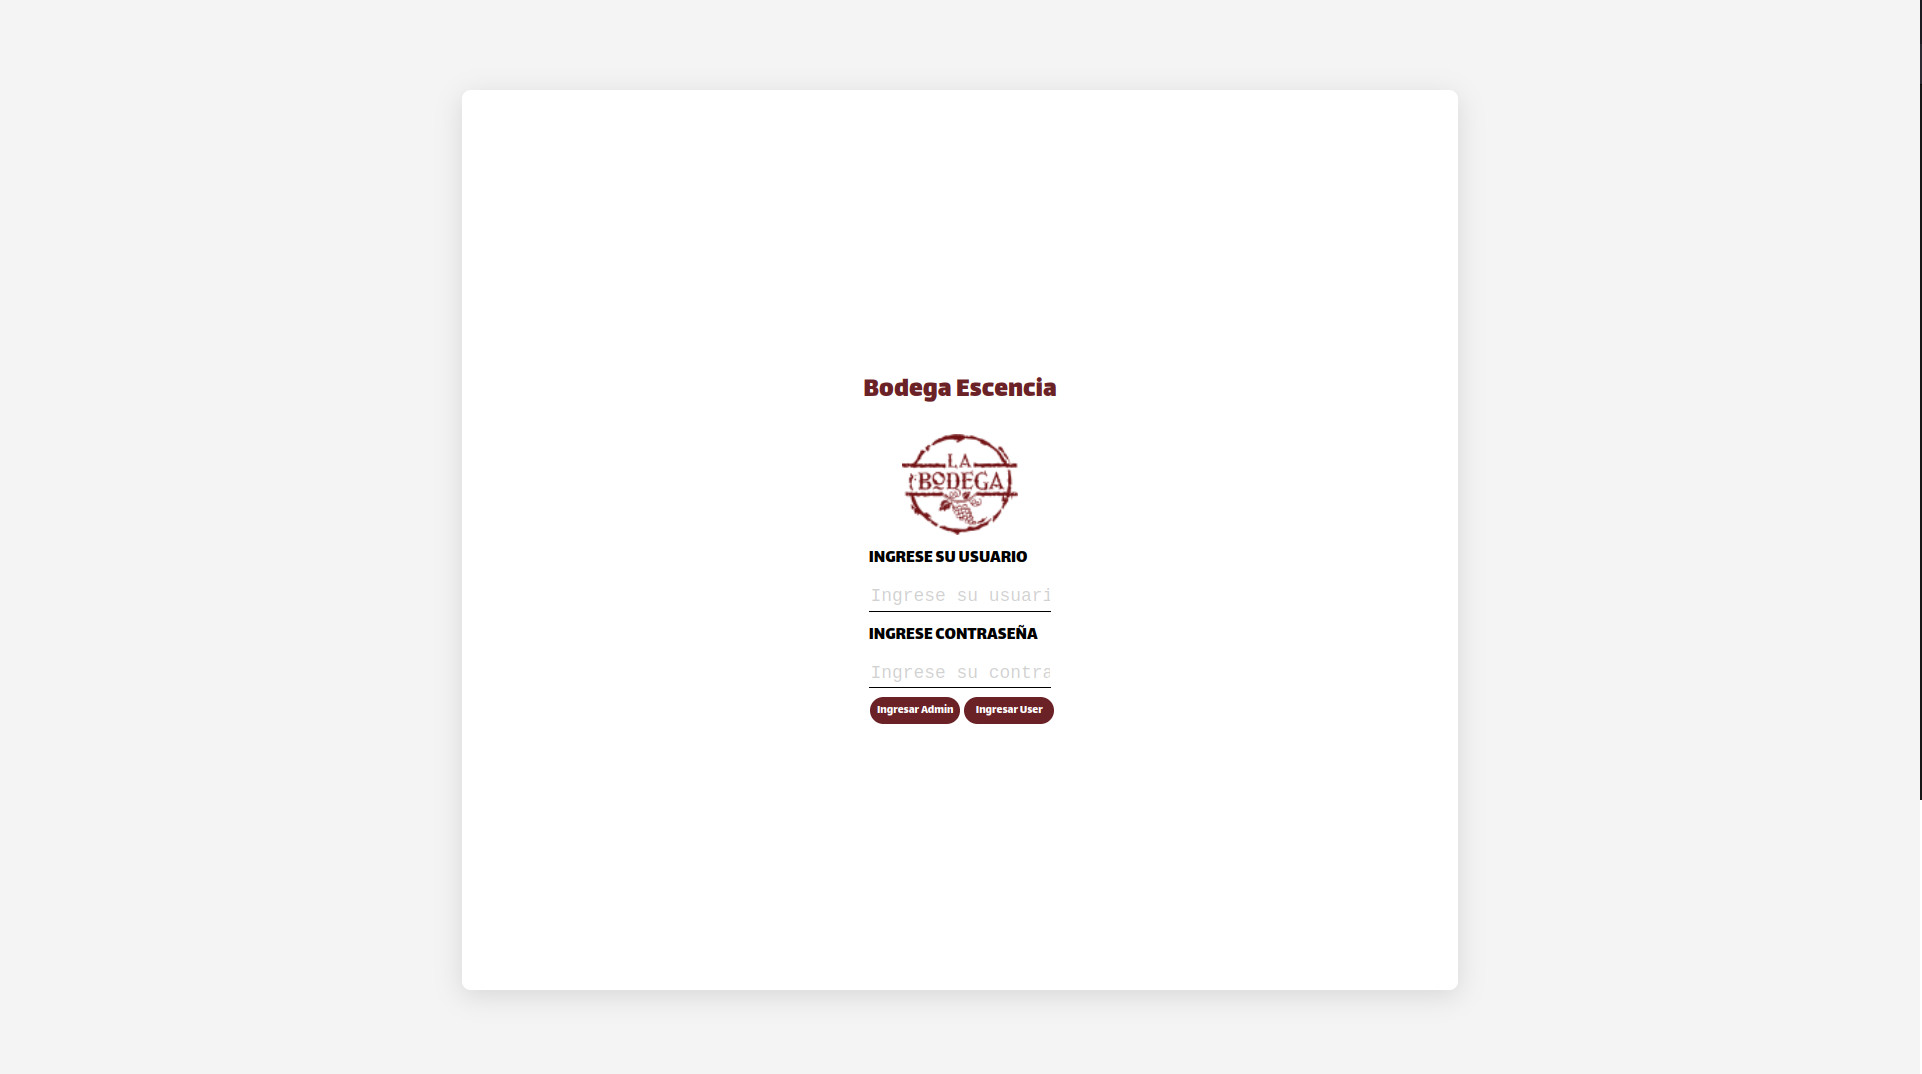 Bodega Escencia
LA
BODEGA
INGRESE SU USUARIO
Ingrese su usuari
INGRESE CONTRASEÑA
Ingrese su contra
Ingresar Admin
Ingresar User